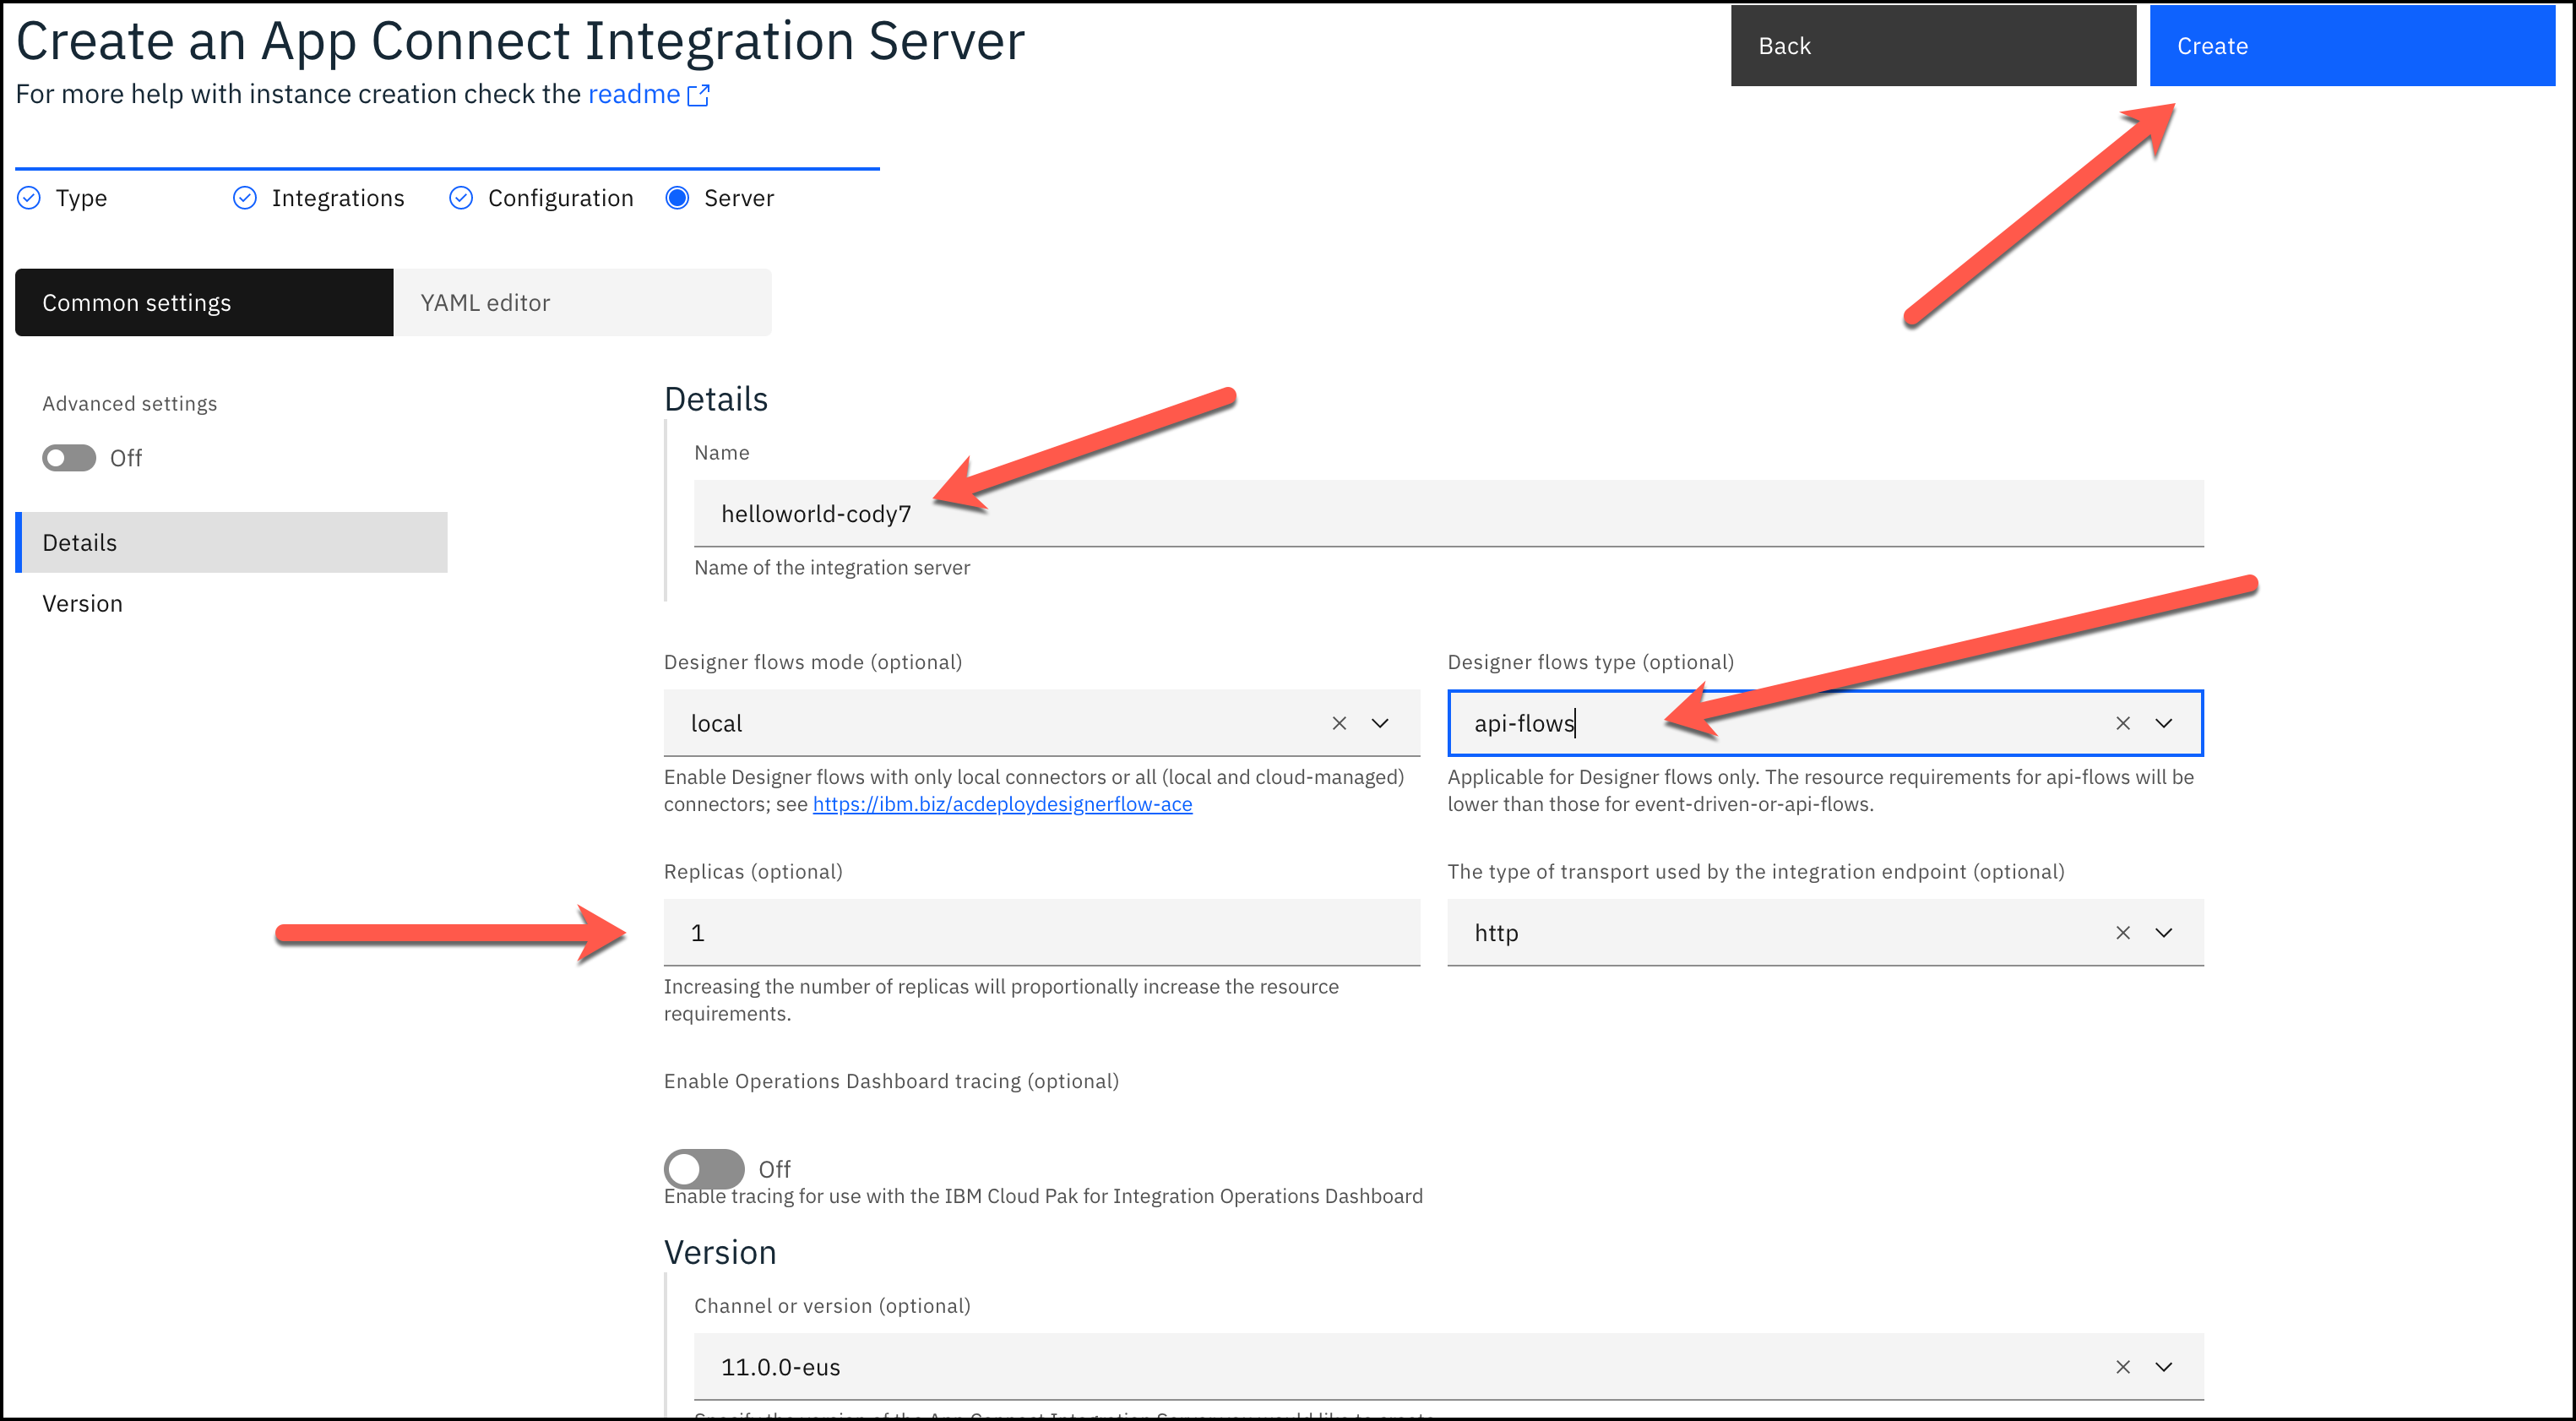 Create an App Connect Integration Server
Back
Create
For more help with instance creation check the readme
Type
Integrations
Configuration
Server
Common settings
YAML editor
Advanced settings
Off
Details
Version
Details
Name
helloworld-cody7
Name of the integration server
Designer flows mode (optional)
local
Enable Designer flows with only local connectors or all (local and cloud-managed)
connectors; see https://ibm.biz/acdeploydesignerflow-ace
Designer flows type (optional)
api-flows
Applicable for Designer flows only. The resource requirements for api-flows will be
lower than those for event-driven-or-api-flows.
Replicas (optional)
1
Increasing the number of replicas will proportionally increase the resource
requirements.
The type of transport used by the integration endpoint (optional)
http
Enable Operations Dashboard tracing (optional)
Off
Enable tracing for use with the IBM Cloud Pak for Integration Operations Dashboard
Version
Channel or version (optional)
11.0.0-eus